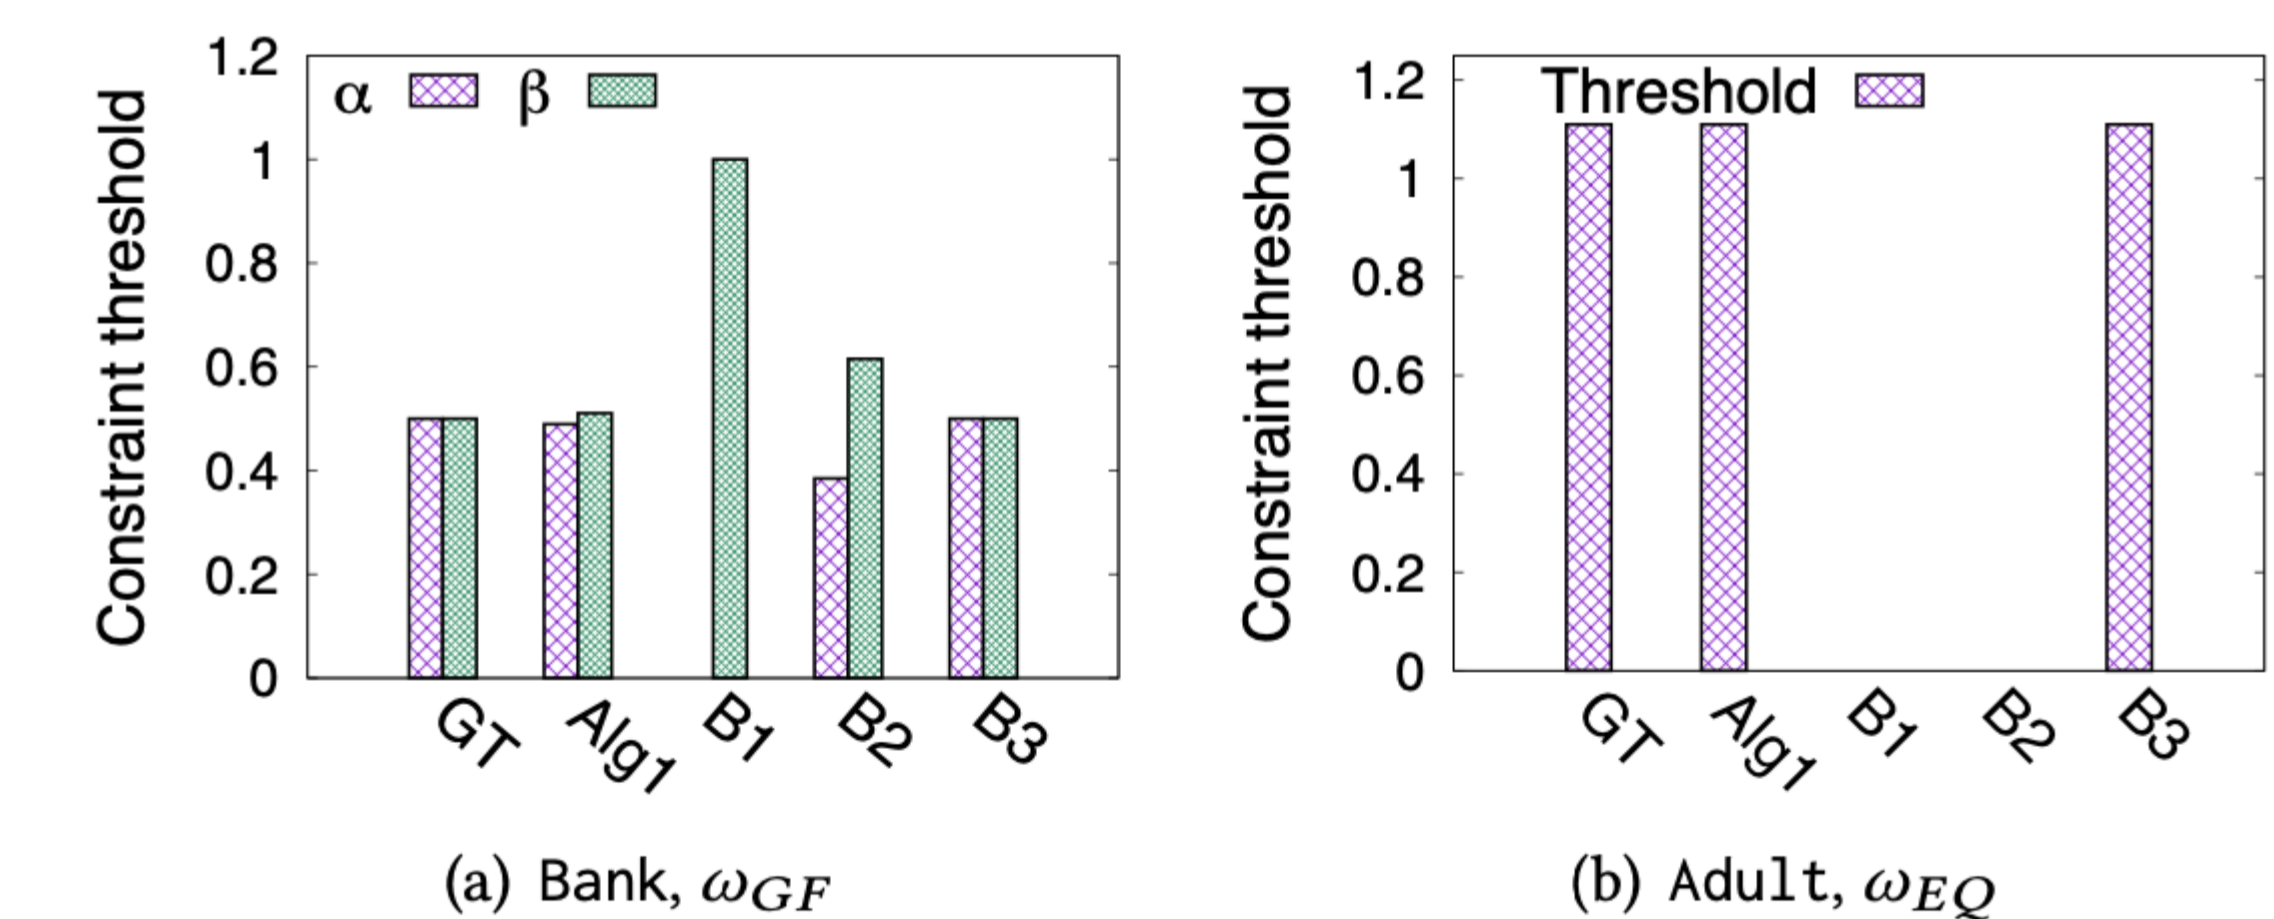 Constraint threshold
1.2
1
0.8
0.6
0.4
0.2
0
α β
GT Alg1 B1 B2 B3
(a) Bank, ωGF
Constraint threshold
1.2
1
0.8
0.6
0.4
0.2
0
Threshold
GT Alg1 B1 B2 B3
(b) Adult, ωEQ